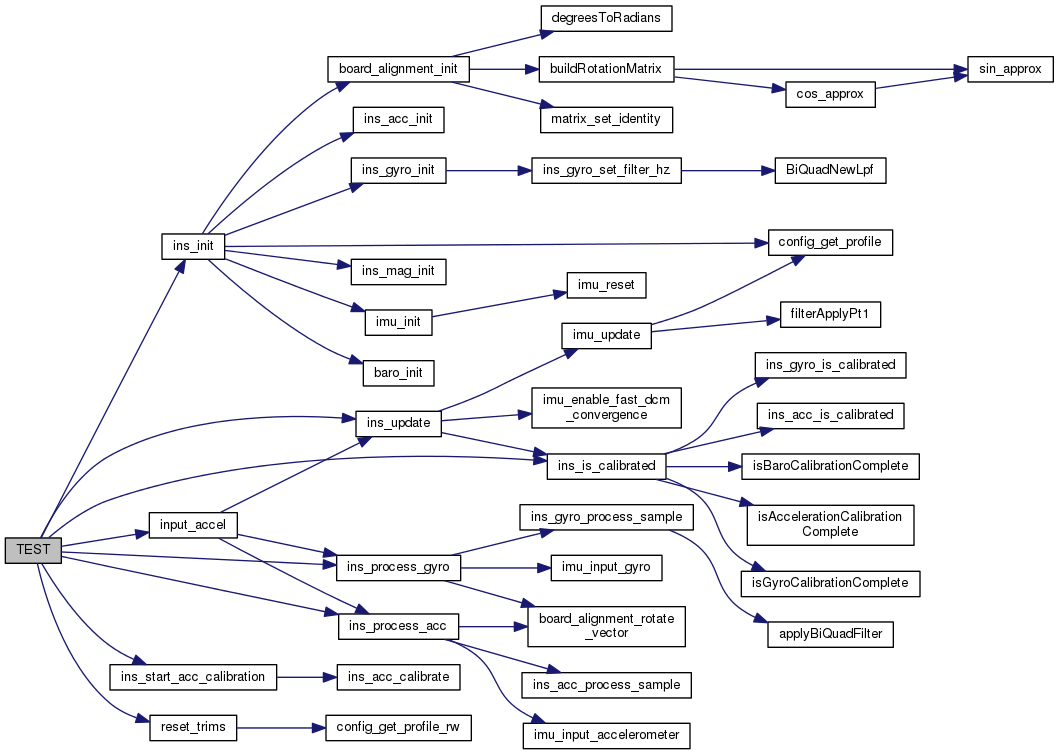 degreesToRadians
board_alignment_init
buildRotationMatrix
sin_approx
cos_approx
ins_acc_init
matrix_set_identity
ins_gyro_init
ins_gyro_set_filter_hz
BiQuadNewLpf
ins_init
config_get_profile
ins_mag_init
imu_reset
imu_init
filterApplyPt1
imu_update
baro_init
ins_gyro_is_calibrated
imu_enable_fast_dcm
_convergence
ins_update
ins_acc_is_calibrated
ins_is_calibrated
isBaroCalibrationComplete
input_accel
ins_gyro_process_sample
isAccelerationCalibration
Complete
TEST
ins_process_gyro
imu_input_gyro
isGyroCalibrationComplete
ins_process_acc
board_alignment_rotate
_vector
applyBiQuadFilter
ins_start_acc_calibration
ins_acc_calibrate
ins_acc_process_sample
reset_trims
config_get_profile_rw
imu_input_accelerometer